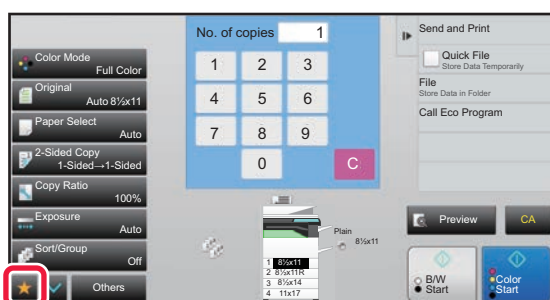 Color Mode
Full Color
Original
Auto 8½x11
Paper Select
Auto
2-Sided Copy
1-Sided→1-Sided
Copy Ratio
100%
Exposure
Auto
Sort/Group
Off
Others
No. of copies 1
1 2 3
4 5 6
7 8 9
0 C
Plain
8½x11
1 8½x11
2 8½x11R
3 8½x14
4 11x17
Send and Print
Quick File
Store Data Temporarily
File
Store Data in Folder
Call Eco Program
Preview
CA
B/W
Start
Color
Start